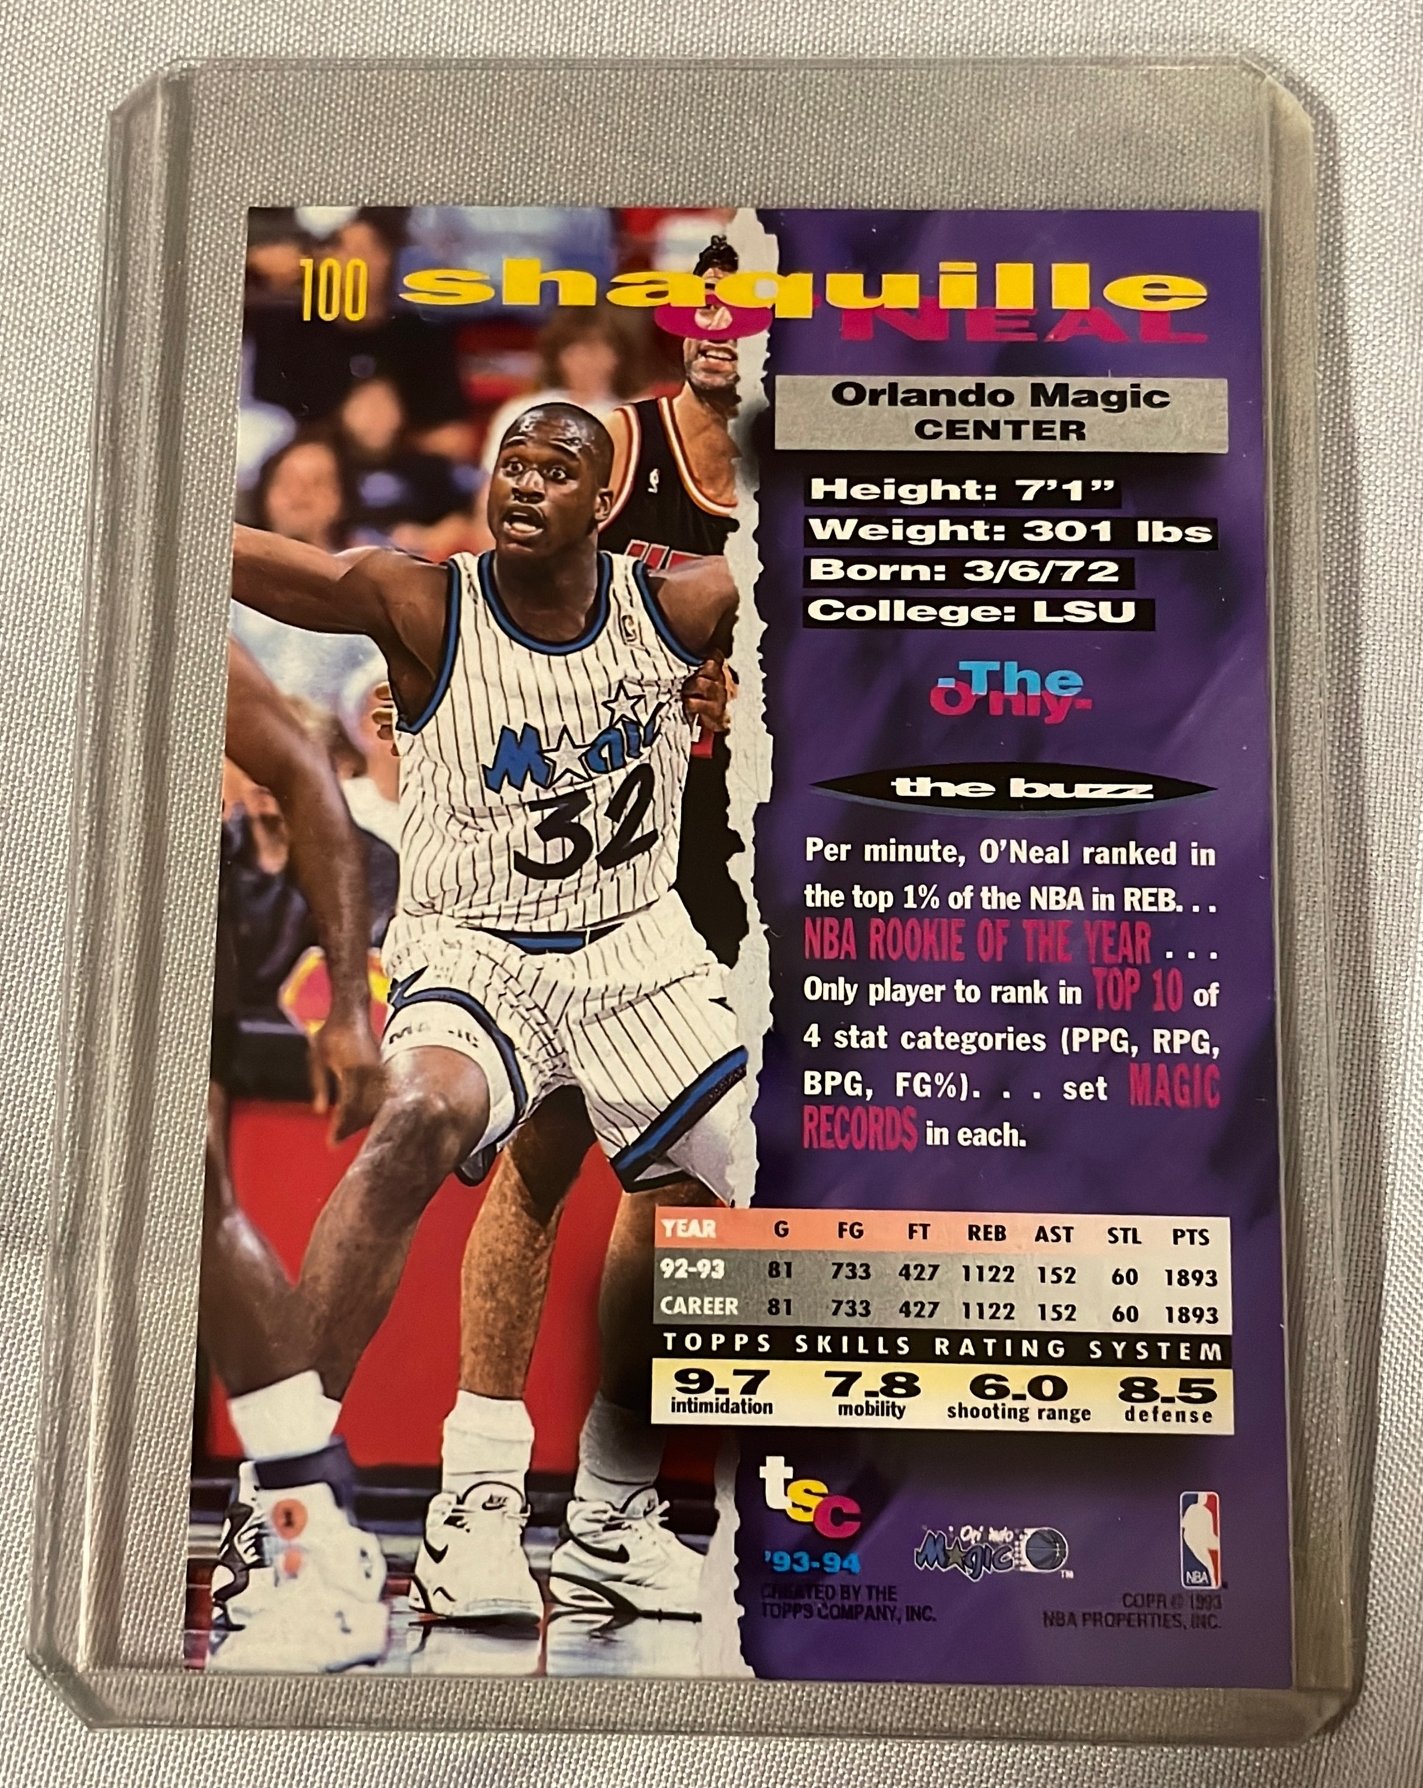 100 shaquille
O'NEAL
Orlando Magic
CENTER
Height: 7'1"
Weight: 301 lbs
Born: 3/6/72
College: LSU
-The
Only-
the buzz
Per minute, O'Neal ranked in
the top 1% of the NBA in REB. . .
NBA ROOKIE OF THE YEAR . . .
Only player to rank in TOP 10 of
4 stat categories (PPG, RPG,
BPG, FG%). . . set MAGIC
RECORDS in each.
Magic
32
MAGIC
YEAR G FG FT REB AST STL PTS
92-93 81 733 427 1122 152 60 1893
CAREER 81 733 427 1122 152 60 1893
TOPPS SKILLS RATING SYSTEM
9.7 7.8 6.0 8.5
intimidation mobility shooting range defense
tsc
'93-94
CREATED BY THE
TOPPS COMPANY, INC.
Orlando
Magic
TM
NBA
COPR © 1993
NBA PROPERTIES, INC.